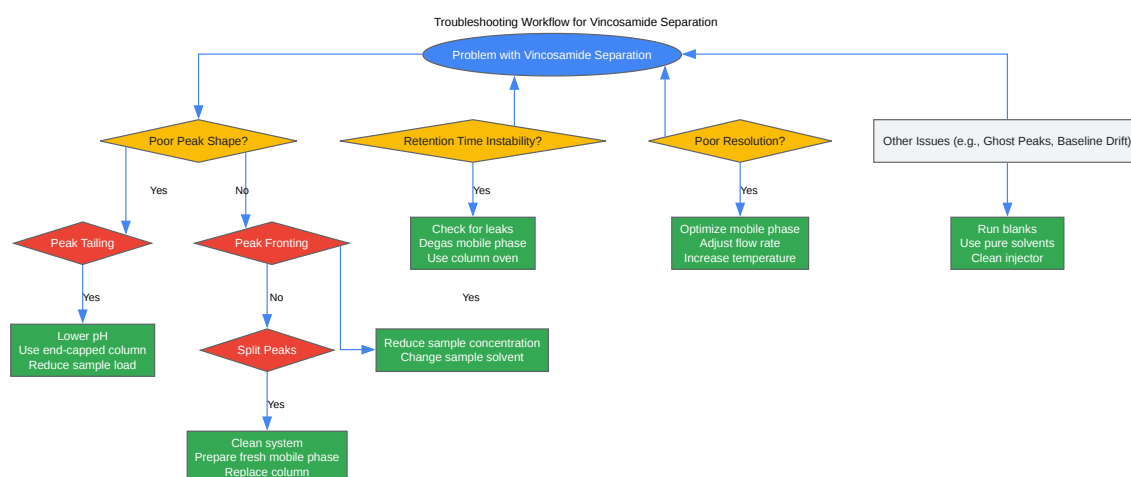 Troubleshooting Workflow for Vincosamide Separation
Problem with Vincosamide Separation
Poor Peak Shape?
Retention Time Instability?
Poor Resolution?
Other Issues (e.g., Ghost Peaks, Baseline Drift)
Yes
No
Yes
Yes
Peak Tailing
Peak Fronting
Check for leaks
Degas mobile phase
Use column oven
Optimize mobile phase
Adjust flow rate
Increase temperature
Run blanks
Use pure solvents
Clean injector
Yes
No
Yes
Lower pH
Use end-capped column
Reduce sample load
Split Peaks
Reduce sample concentration
Change sample solvent
Yes
Clean system
Prepare fresh mobile phase
Replace column